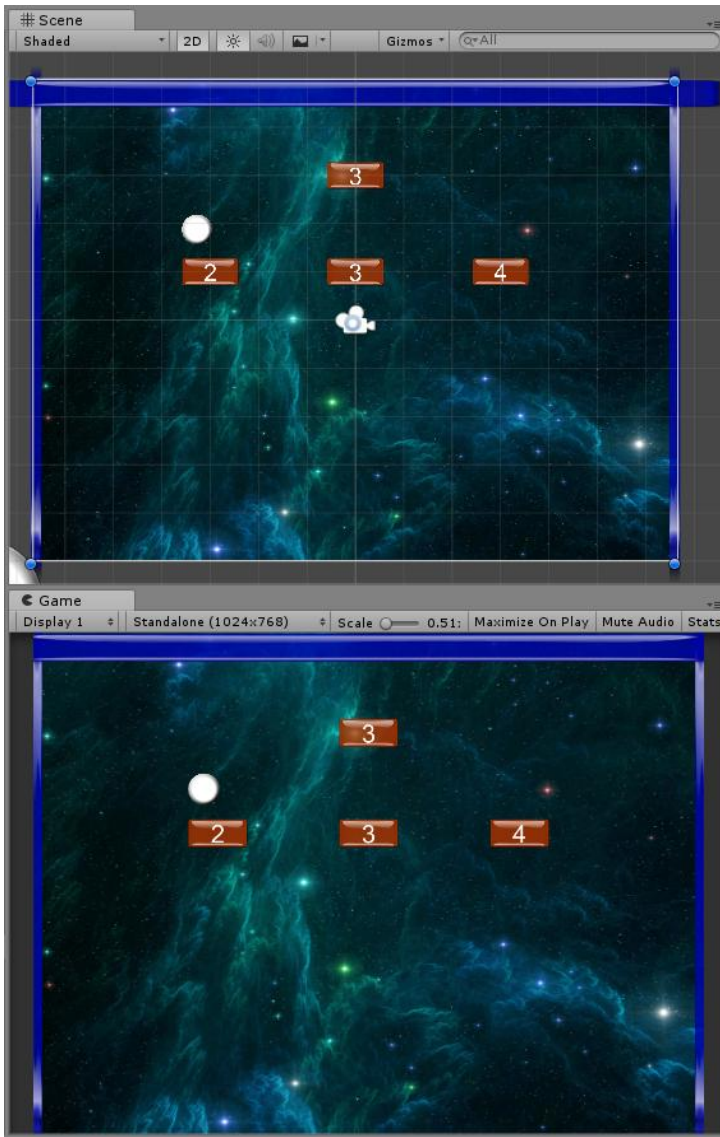 Scene
Shaded 2D Gizmos All
3
2 3 4
Game
Display 1 Standalone (1024x768) Scale 0.51: Maximize On Play Mute Audio Stats
3
2 3 4